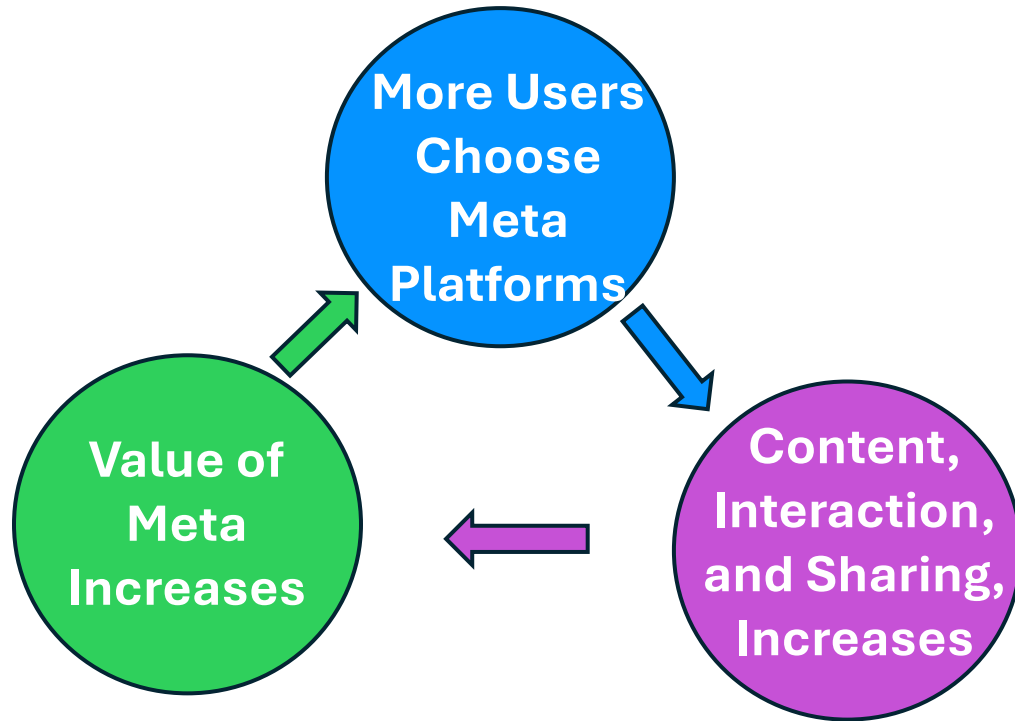 More Users
Choose
Meta
Platforms
Value of
Meta
Increases
Content,
Interaction,
and Sharing,
Increases